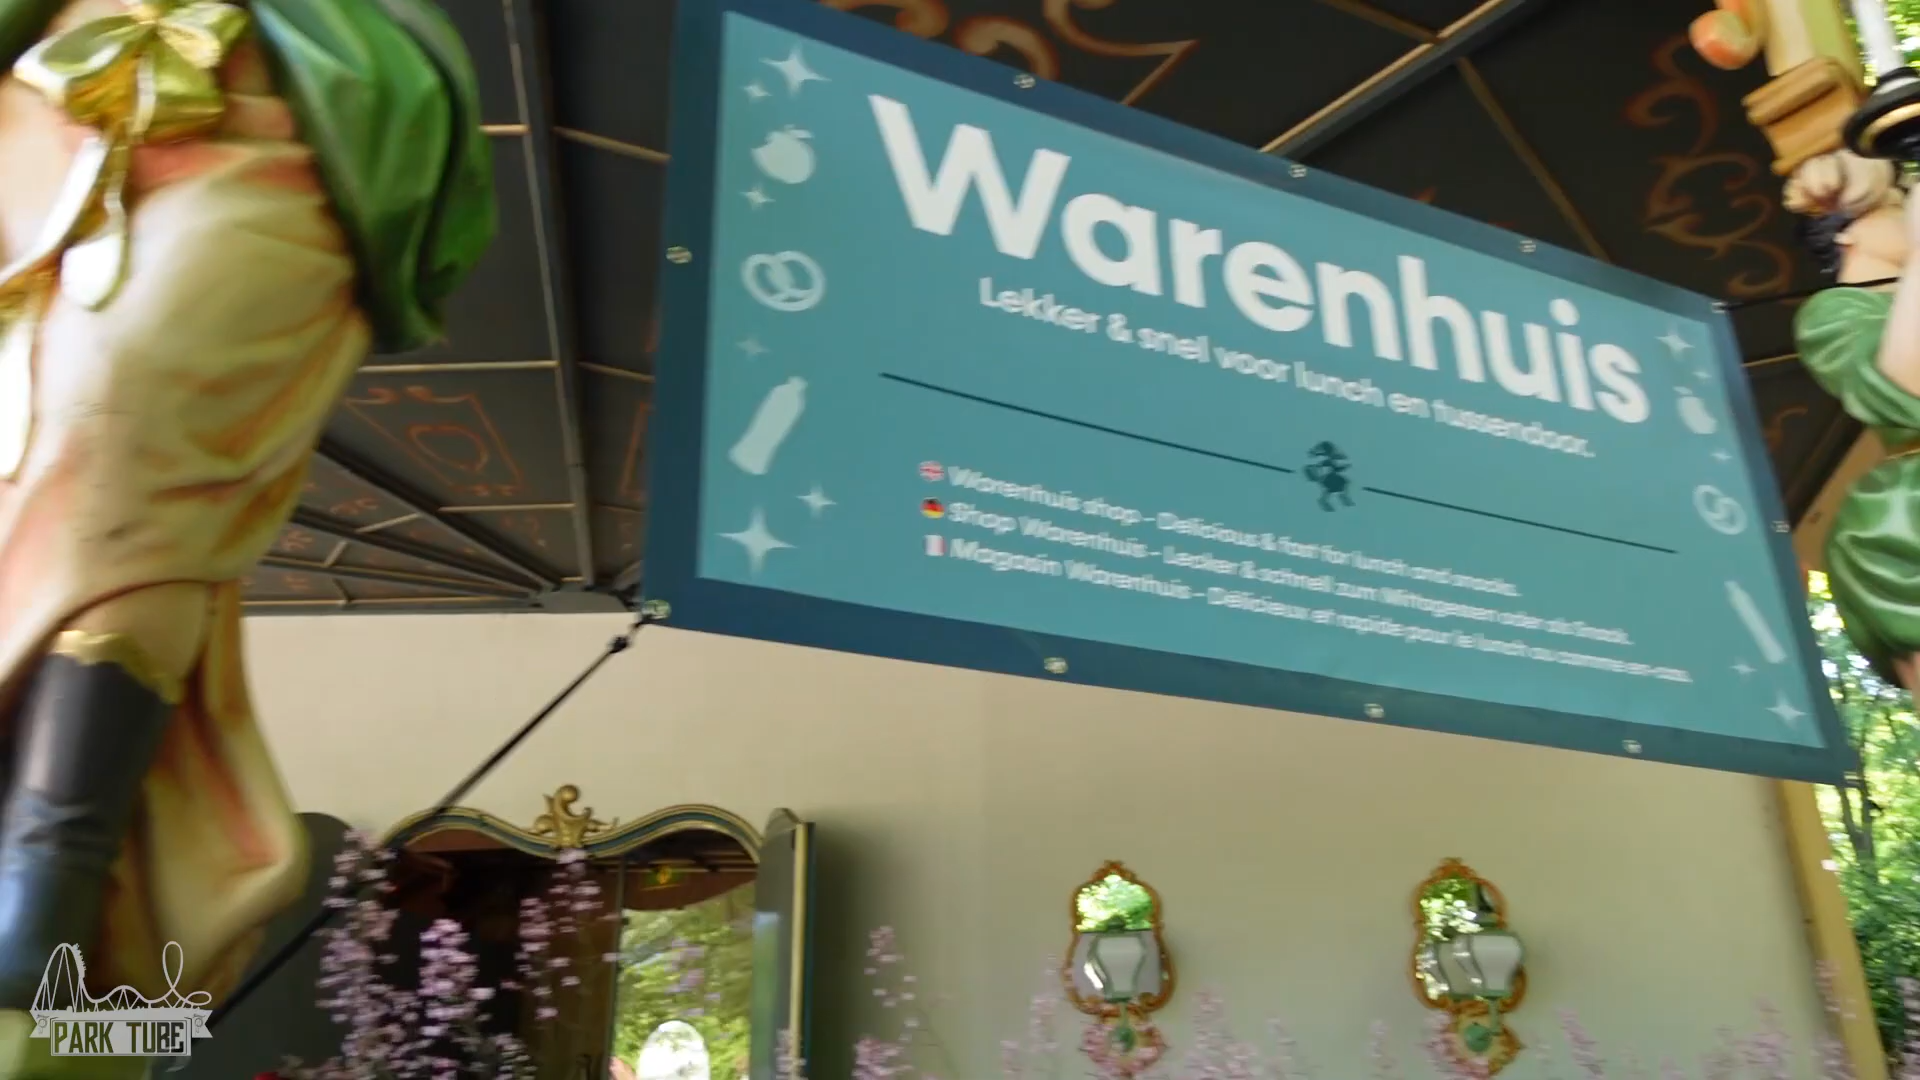 Warenhuis
Lekker & snel voor lunch en tussendoor.
Warenhuis shop - Delicious & fast for lunch and snacks.
Shop Warenhuis - Lecker & schnell zum Mittagessen oder als Snack.
Magasin Warenhuis - Délicieux et rapide pour le lunch ou comme en-cas.
PARK TUBE